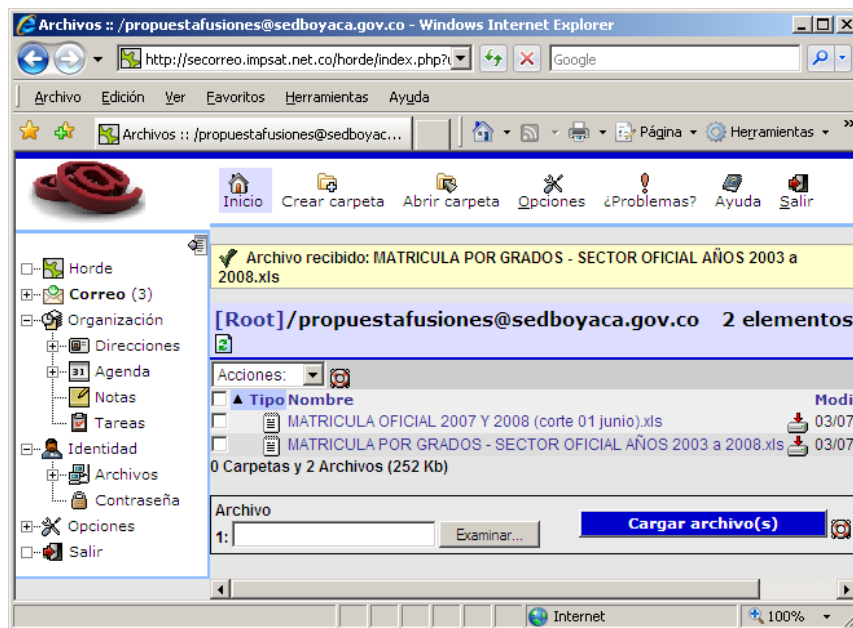 Archivos :: /propuestafusiones@sedboyaca.gov.co - Windows Internet Explorer
http://secorreo.impsat.net.co/horde/index.php?u
Google
Archivo Edición Ver Favoritos Herramientas Ayuda
Archivos :: /propuestafusiones@sedboyac... Página Herramientas »
Inicio Crear carpeta Abrir carpeta Opciones ¿Problemas? Ayuda Salir
Archivo recibido: MATRICULA POR GRADOS - SECTOR OFICIAL AÑOS 2003 a
2008.xls
Horde
Correo (3)
Organización
Direcciones
31 Agenda
Notas
Tareas
Identidad
Archivos
Contraseña
Opciones
Salir
[Root]/propuestafusiones@sedboyaca.gov.co 2 elementos
Acciones:
Tipo Nombre Modi
MATRICULA OFICIAL 2007 Y 2008 (corte 01 junio).xls 03/07
MATRICULA POR GRADOS - SECTOR OFICIAL AÑOS 2003 a 2008.xls 03/07
0 Carpetas y 2 Archivos (252 Kb)
Archivo
1: Examinar... Cargar archivo(s)
Internet 100%